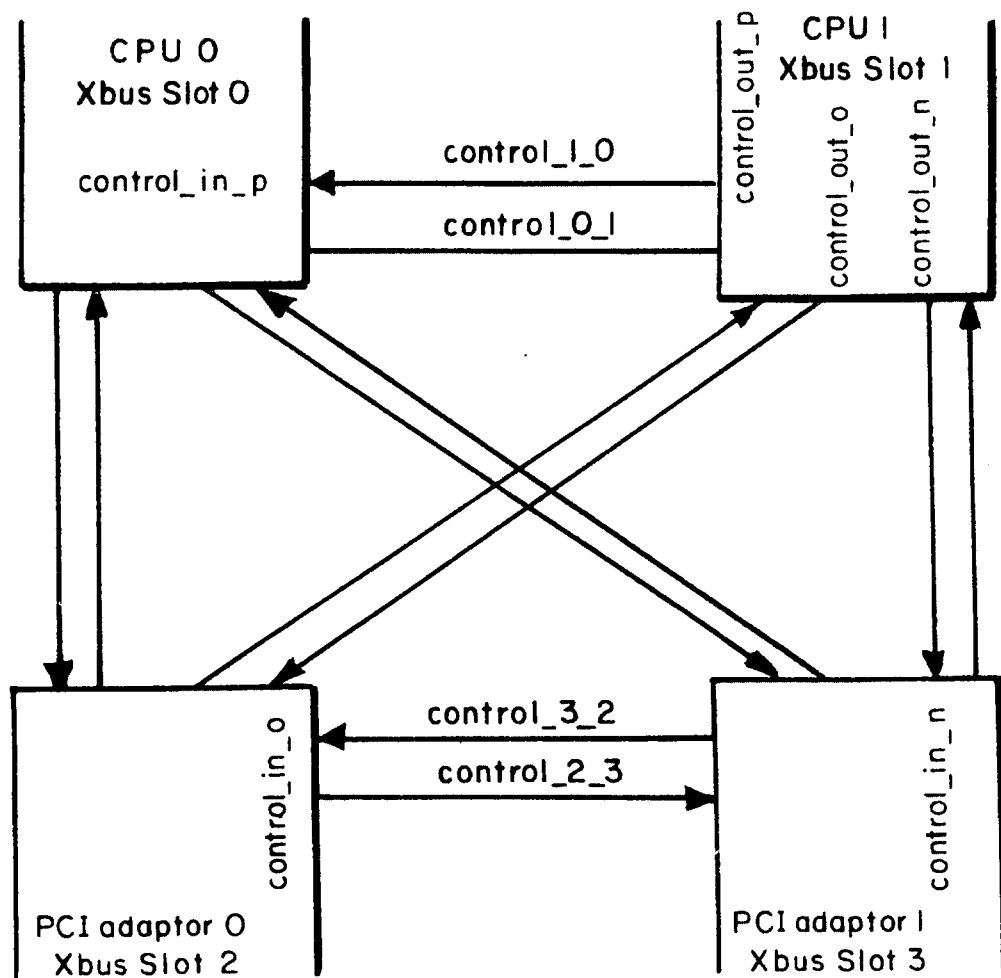 CPU 0
Xbus Slot 0
control_in_p
CPU 1
Xbus Slot 1
control_out_p
control_out_o
control_out_n
control_1_0
control_0_1
control_3_2
control_2_3
control_in_o
PCI adaptor 0
Xbus Slot 2
control_in_n
PCI adaptor 1
Xbus Slot 3